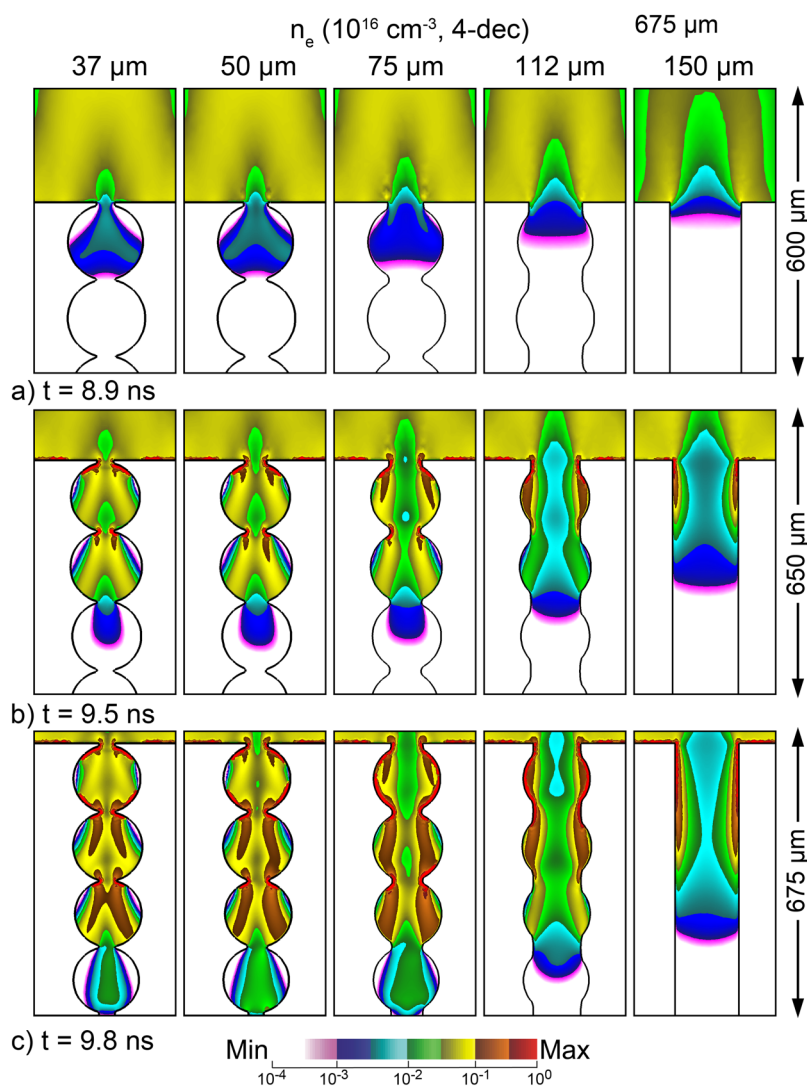 nₑ (10¹⁶ cm⁻³, 4-dec)
675 μm
37 μm 50 μm 75 μm 112 μm 150 μm
600 μm
a) t = 8.9 ns
650 μm
b) t = 9.5 ns
675 μm
c) t = 9.8 ns
Min Max
10⁻⁴ 10⁻³ 10⁻² 10⁻¹ 10⁰